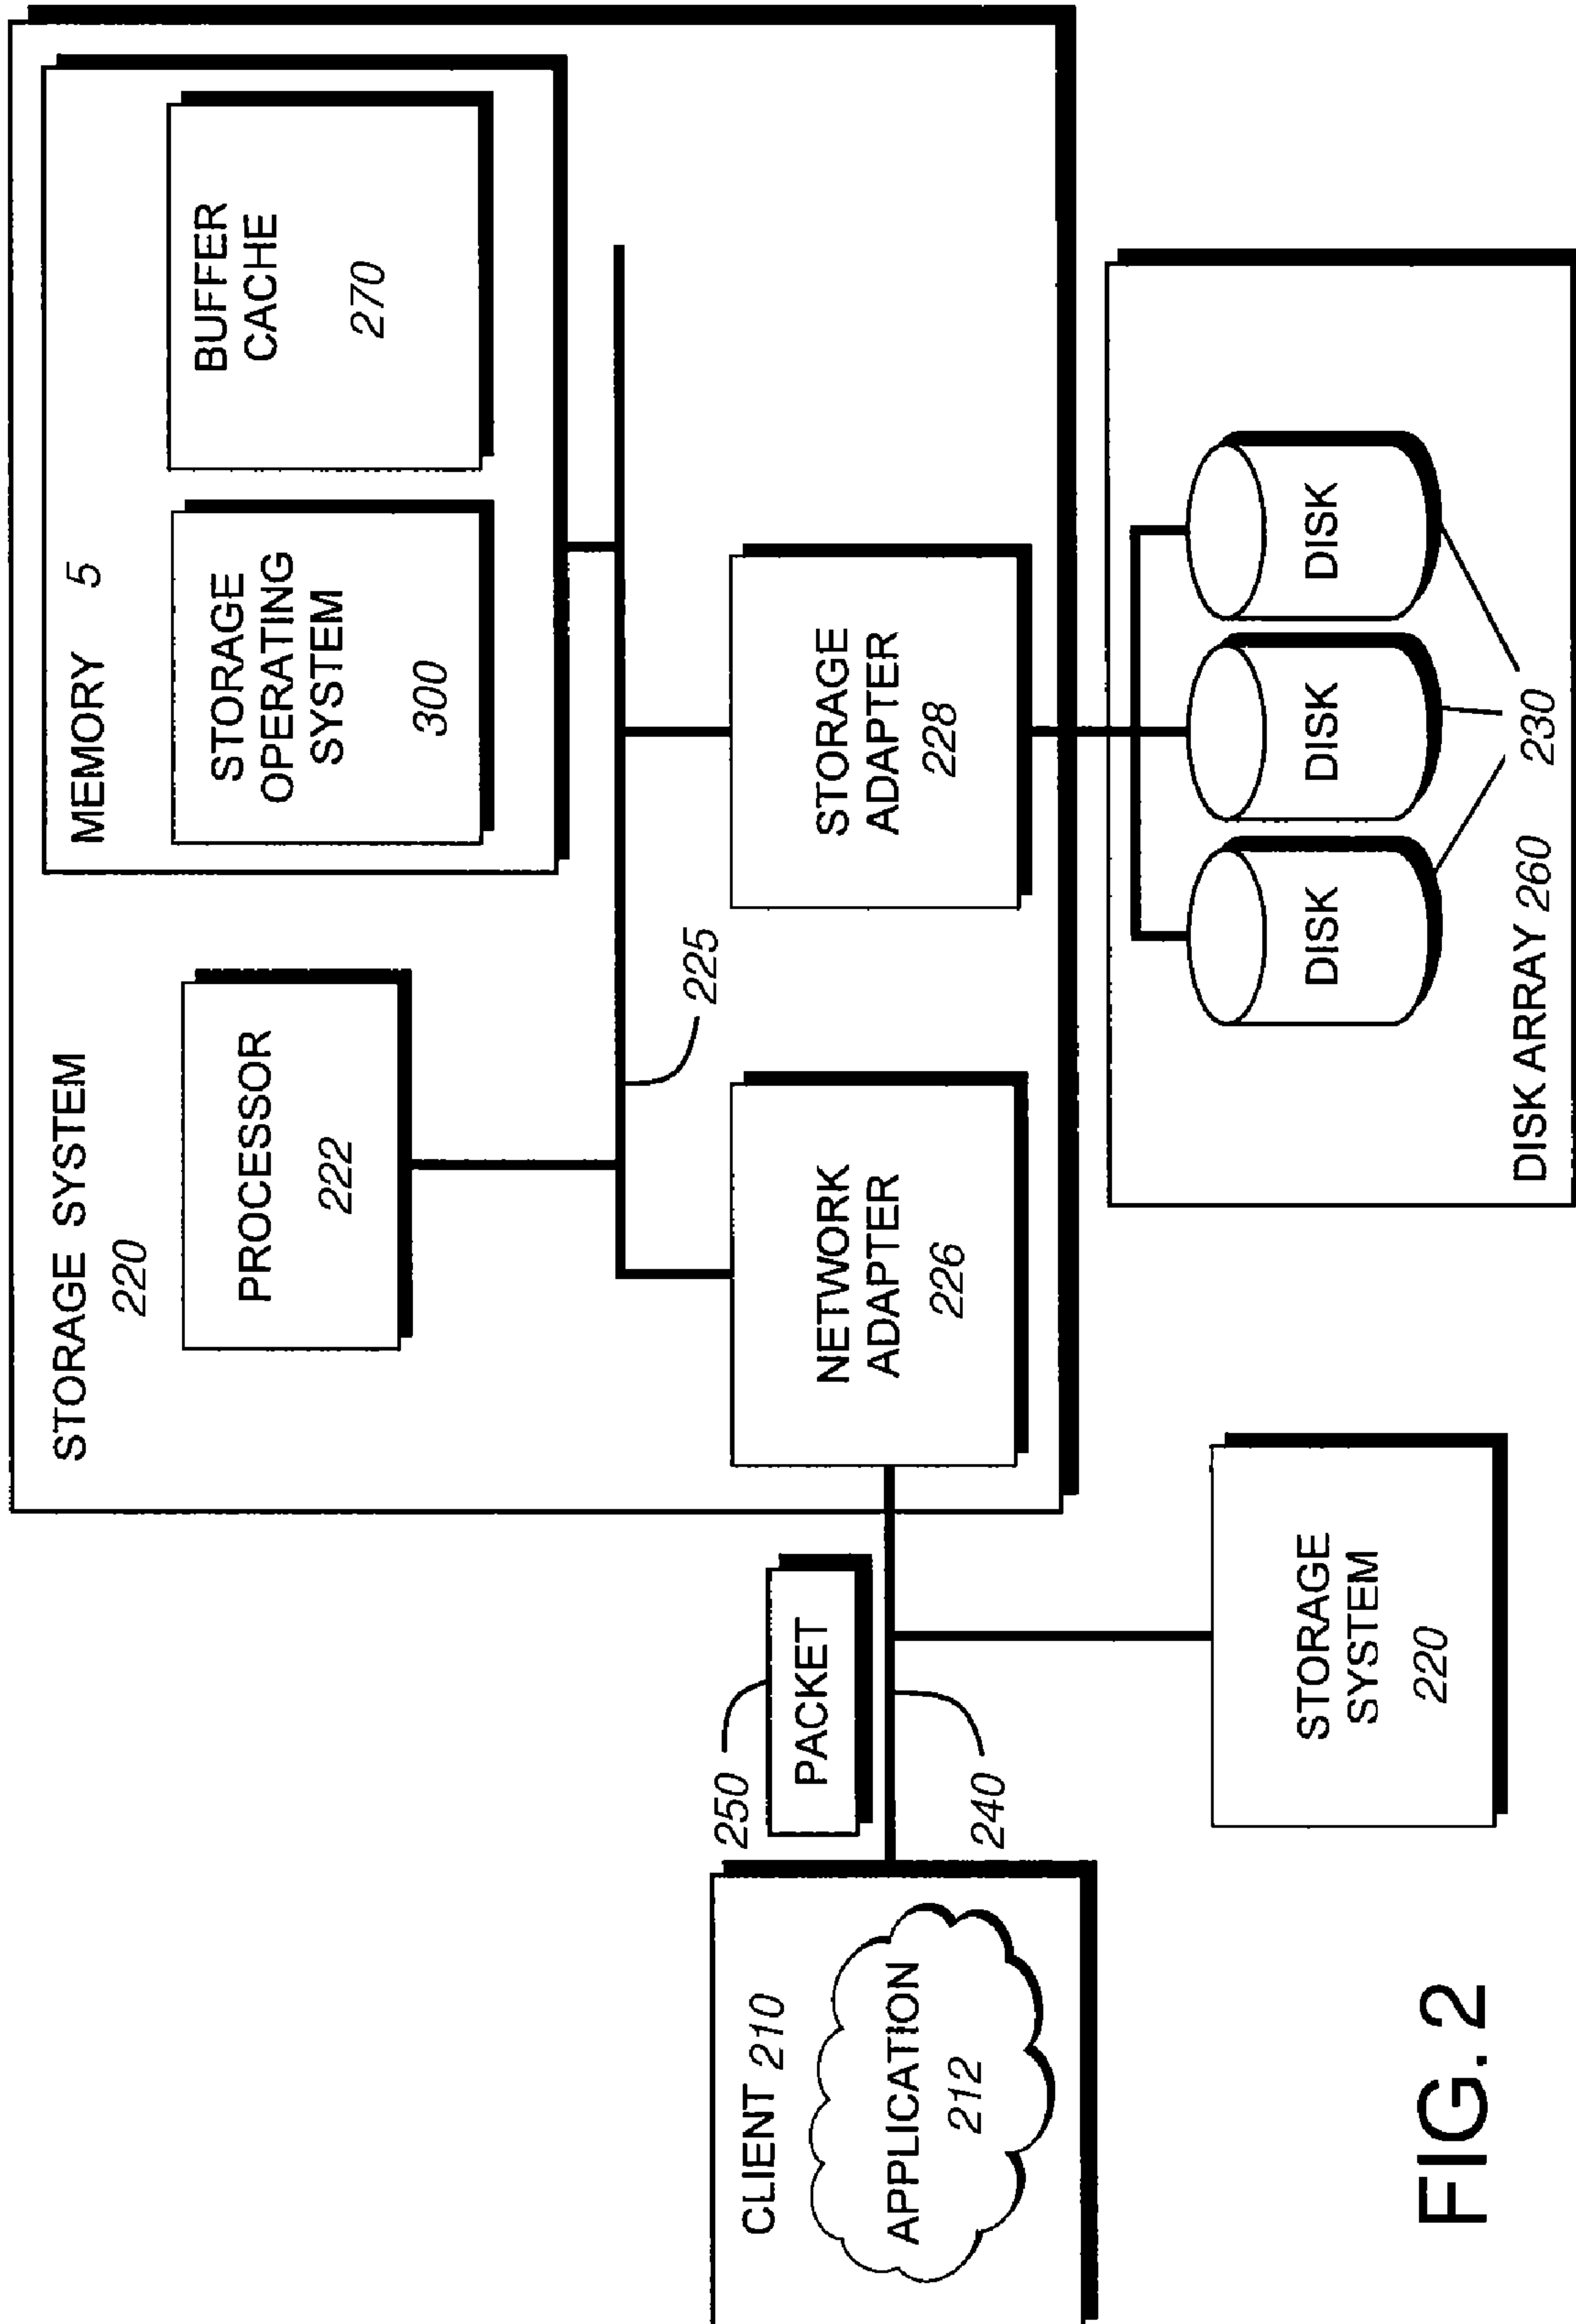 STORAGE SYSTEM
220
PROCESSOR
222
MEMORY 5
STORAGE
OPERATING
SYSTEM
300
BUFFER
CACHE
270
225
NETWORK
ADAPTER
226
STORAGE
ADAPTER
228
250
PACKET
240
CLIENT 210
APPLICATION
212
STORAGE
SYSTEM
220
DISK
DISK
DISK
DISK ARRAY 260
230
FIG. 2